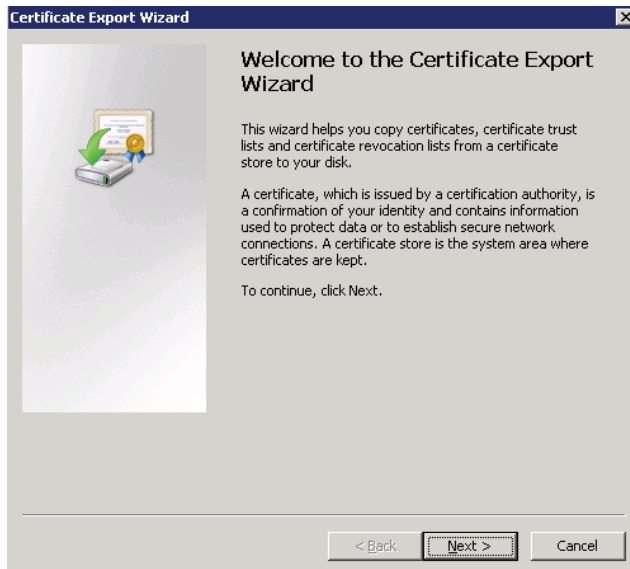 Certificate Export Wizard
Welcome to the Certificate Export
Wizard
This wizard helps you copy certificates, certificate trust
lists and certificate revocation lists from a certificate
store to your disk.
A certificate, which is issued by a certification authority, is
a confirmation of your identity and contains information
used to protect data or to establish secure network
connections. A certificate store is the system area where
certificates are kept.
To continue, click Next.
< Back
Next >
Cancel